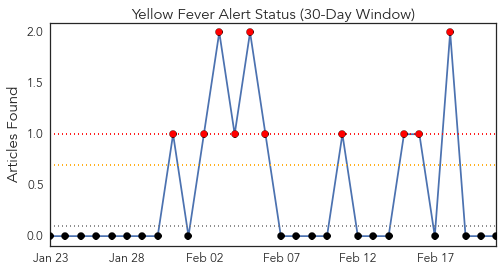 Yellow Fever Alert Status (30-Day Window)
Articles Found
2.0
1.5
1.0
0.5
0.0
Jan 23 Jan 28 Feb 02 Feb 07 Feb 12 Feb 17